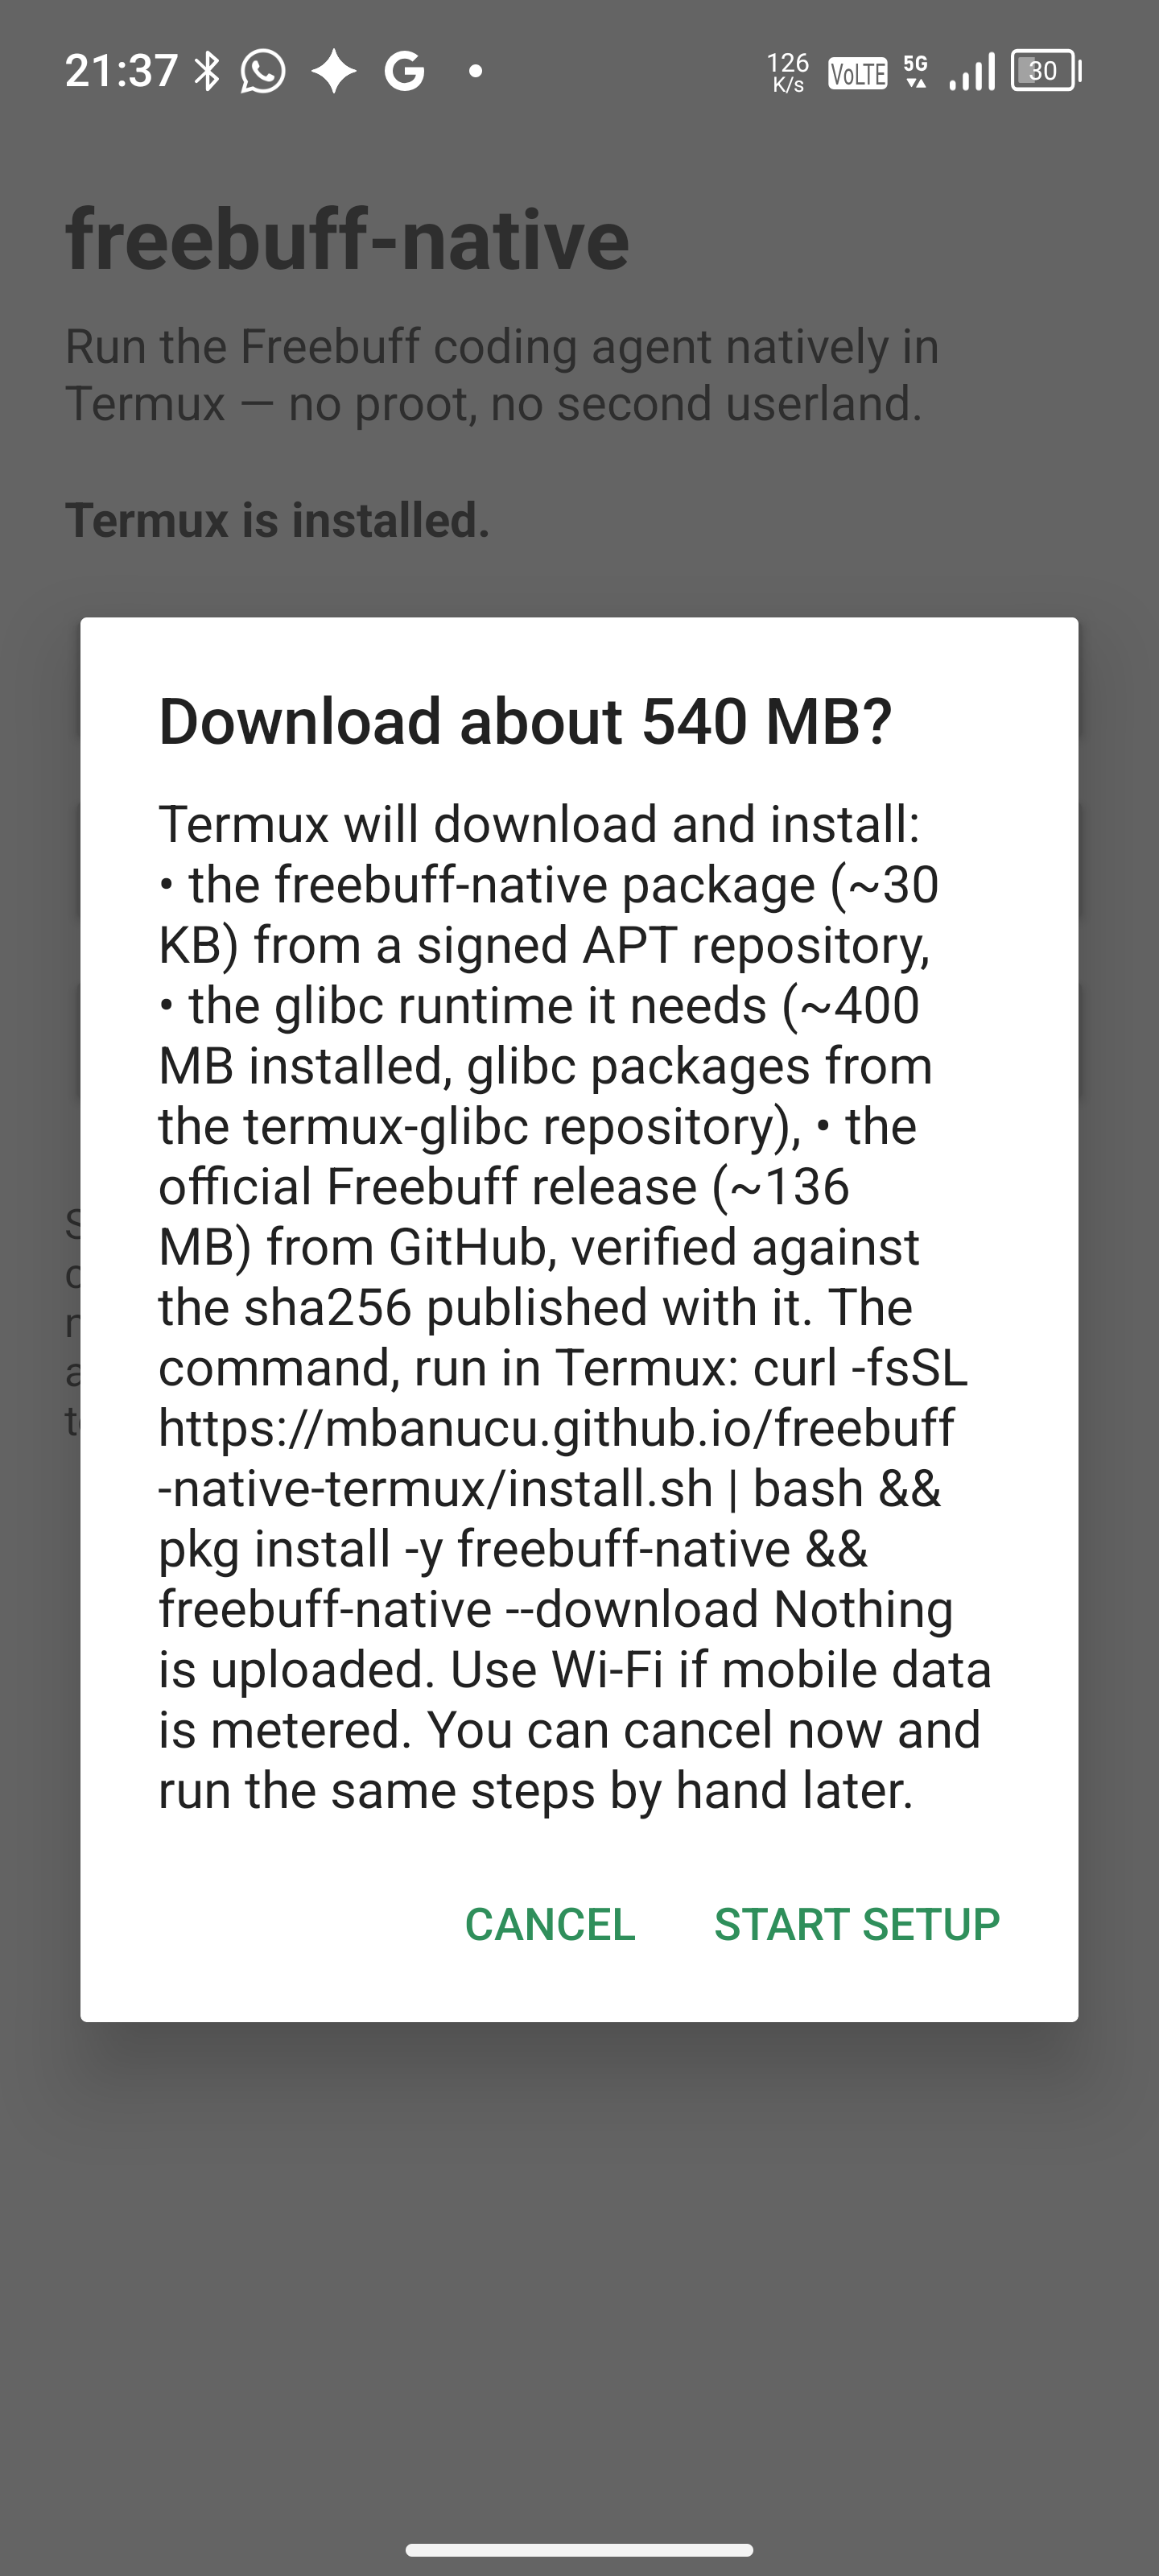 21:37
126 K/s VoLTE 5G 30
freebuff-native
Run the Freebuff coding agent natively in
Termux — no proot, no second userland.
Termux is installed.
Download about 540 MB?
Termux will download and install:
• the freebuff-native package (~30
KB) from a signed APT repository,
• the glibc runtime it needs (~400
MB installed, glibc packages from
the termux-glibc repository), • the
official Freebuff release (~136
MB) from GitHub, verified against
the sha256 published with it. The
command, run in Termux: curl -fsSL
https://mbanucu.github.io/freebuff
-native-termux/install.sh | bash &&
pkg install -y freebuff-native &&
freebuff-native --download Nothing
is uploaded. Use Wi-Fi if mobile data
is metered. You can cancel now and
run the same steps by hand later.
CANCEL START SETUP